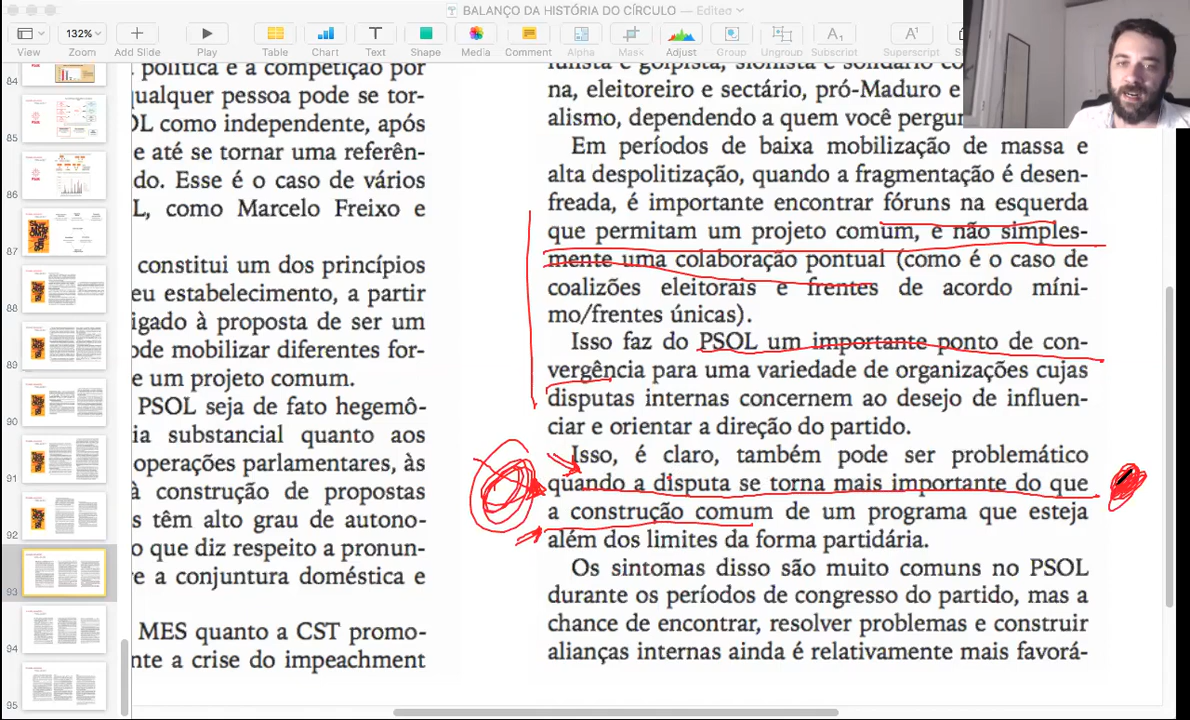 BALANÇO DA HISTÓRIA DO CÍRCULO — Edited
132%
View
Zoom
Add Slide
Play
Table
Chart
Text
Shape
Media
Comment
Alpha
Mask
Adjust
Group
Ungroup
Subscript
Superscript
84
85
86
87
88
89
90
91
92
93
94
95
política e a competição por
qualquer pessoa pode se tor-
OL como independente, após
e até se tornar uma referên-
do. Esse é o caso de vários
L, como Marcelo Freixo e
constitui um dos princípios
eu estabelecimento, a partir
igado à proposta de ser um
ode mobilizar diferentes for-
e um projeto comum.
PSOL seja de fato hegemô-
ia substancial quanto aos
operações parlamentares, às
à construção de propostas
s têm alto grau de autono-
o que diz respeito a pronun-
e a conjuntura doméstica e
MES quanto a CST promo-
nte a crise do impeachment
fulista e golpista, sionista e solidário co
na, eleitoreiro e sectário, pró-Maduro e
alismo, dependendo a quem você pergun
Em períodos de baixa mobilização de massa e
alta despolitização, quando a fragmentação é desen-
freada, é importante encontrar fóruns na esquerda
que permitam um projeto comum, e não simples-
mente uma colaboração pontual (como é o caso de
coalizões eleitorais e frentes de acordo míni-
mo/frentes únicas).
Isso faz do PSOL um importante ponto de con-
vergência para uma variedade de organizações cujas
disputas internas concernem ao desejo de influen-
ciar e orientar a direção do partido.
Isso, é claro, também pode ser problemático
quando a disputa se torna mais importante do que
a construção comum de um programa que esteja
além dos limites da forma partidária.
Os sintomas disso são muito comuns no PSOL
durante os períodos de congresso do partido, mas a
chance de encontrar, resolver problemas e construir
alianças internas ainda é relativamente mais favorá-